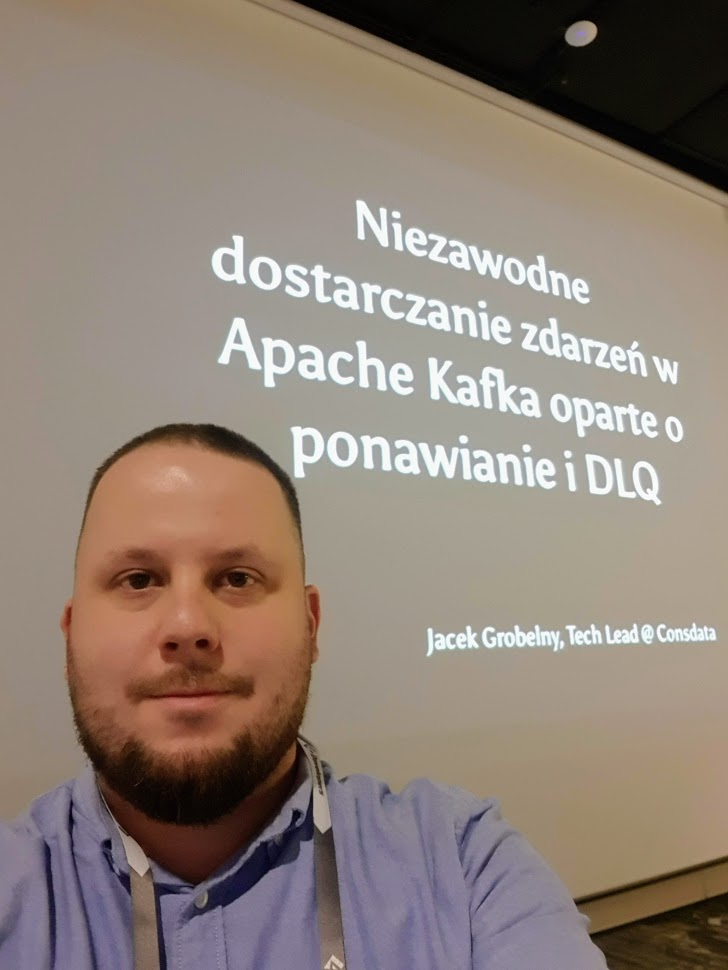 Niezawodne
dostarczanie zdarzeń w
Apache Kafka oparte o
ponawianie i DLQ
Jacek Grobelny, Tech Lead @ Consdata